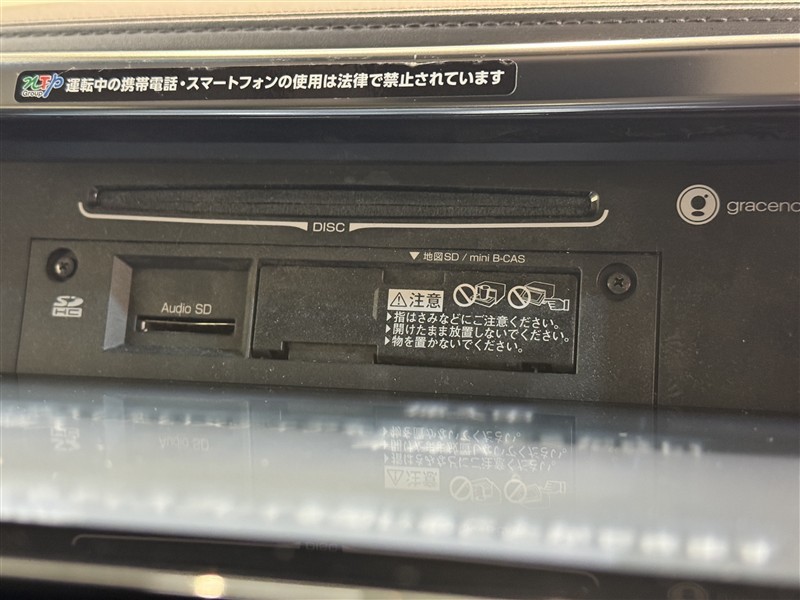 運転中の携帯電話・スマートフォンの使用は法律で禁止されています
DISC
graceno
▼地図SD / mini B-CAS
SD
HC
Audio SD
注意
▶指はさみなどにご注意ください。
▶開けたまま放置しないでください。
▶物を置かないでください。